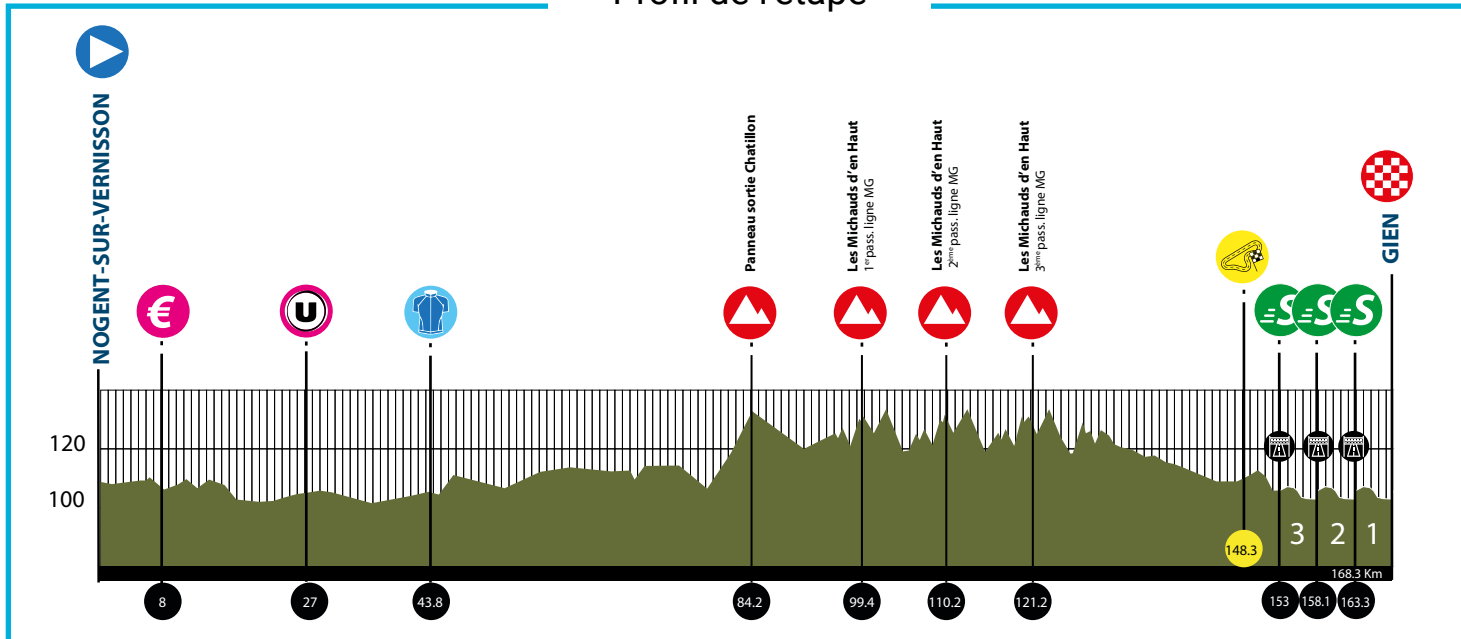 Profil de l'étape
NOGENT-SUR-VERNISSON
€
U
Panneau sortie Chatillon
Les Michauds d'en Haut
1er pass. ligne MG
Les Michauds d'en Haut
2ème pass. ligne MG
Les Michauds d'en Haut
3ème pass. ligne MG
S S S
GIEN
120
100
3 2 1
148.3
168.3 Km
8 27 43.8 84.2 99.4 110.2 121.2 153 158.1 163.3